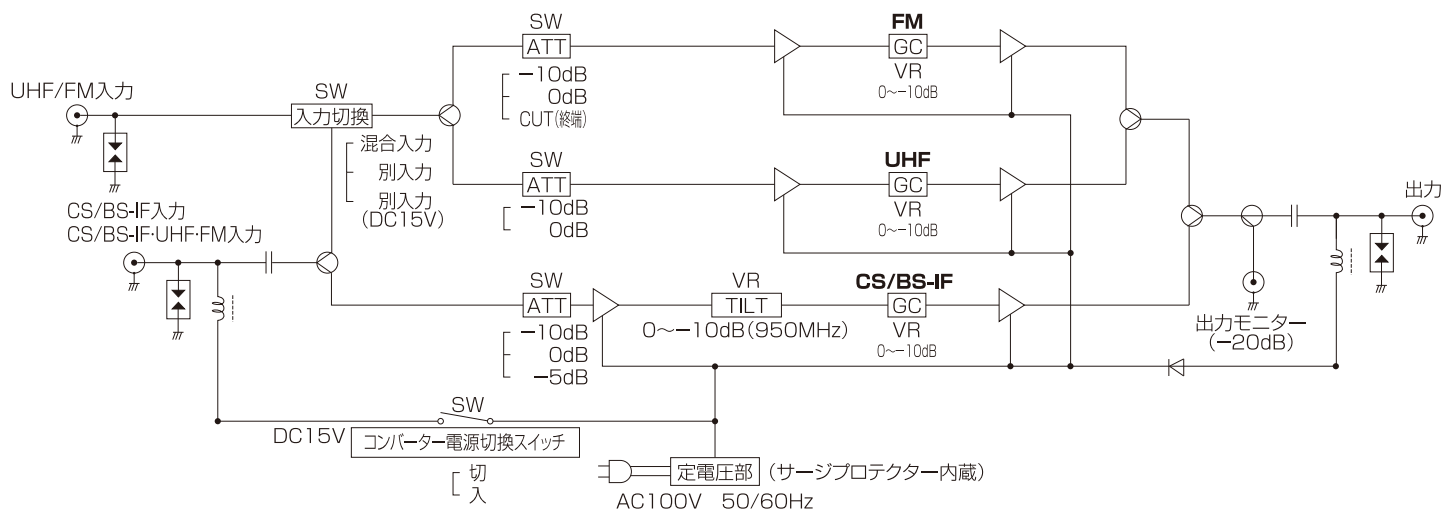 SW
ATT
−10dB
0dB
CUT(終端)
FM
GC
VR
0〜−10dB
UHF/FM入力
SW
入力切換
混合入力
別入力
別入力
(DC15V)
SW
ATT
−10dB
0dB
UHF
GC
VR
0〜−10dB
出力
CS/BS-IF入力
CS/BS-IF·UHF·FM入力
SW
ATT
−10dB
0dB
−5dB
VR
TILT
0〜−10dB(950MHz)
CS/BS-IF
GC
VR
0〜−10dB
出力モニター
(−20dB)
DC15V
SW
コンバーター電源切換スイッチ
切
入
定電圧部
(サージプロテクター内蔵)
AC100V 50/60Hz